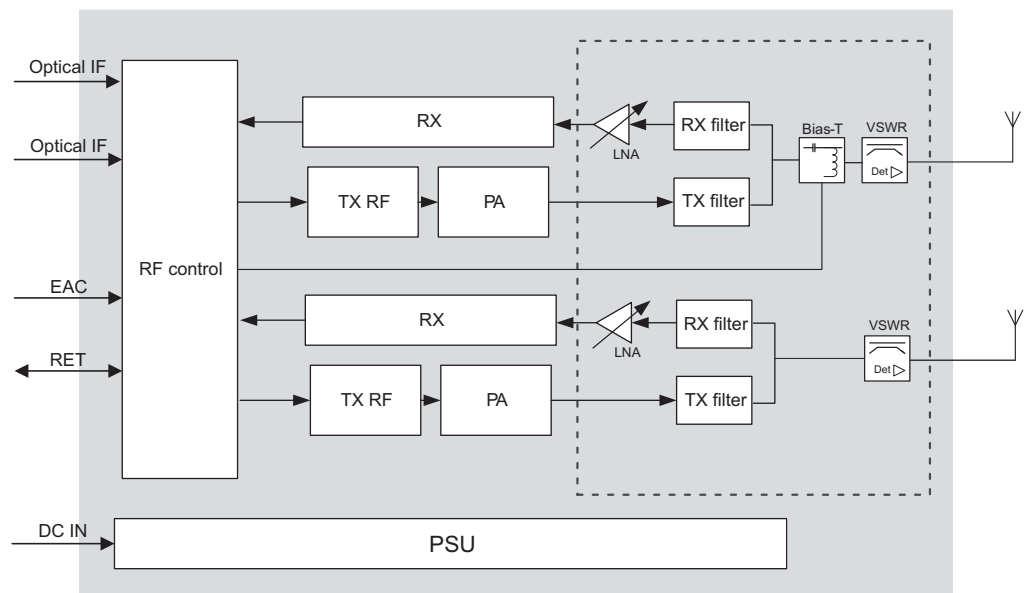 Optical IF
Optical IF
EAC
RET
DC IN
RF control
RX
LNA
RX filter
Bias-T
VSWR
Det
TX RF
PA
TX filter
RX
LNA
RX filter
VSWR
Det
TX RF
PA
TX filter
PSU